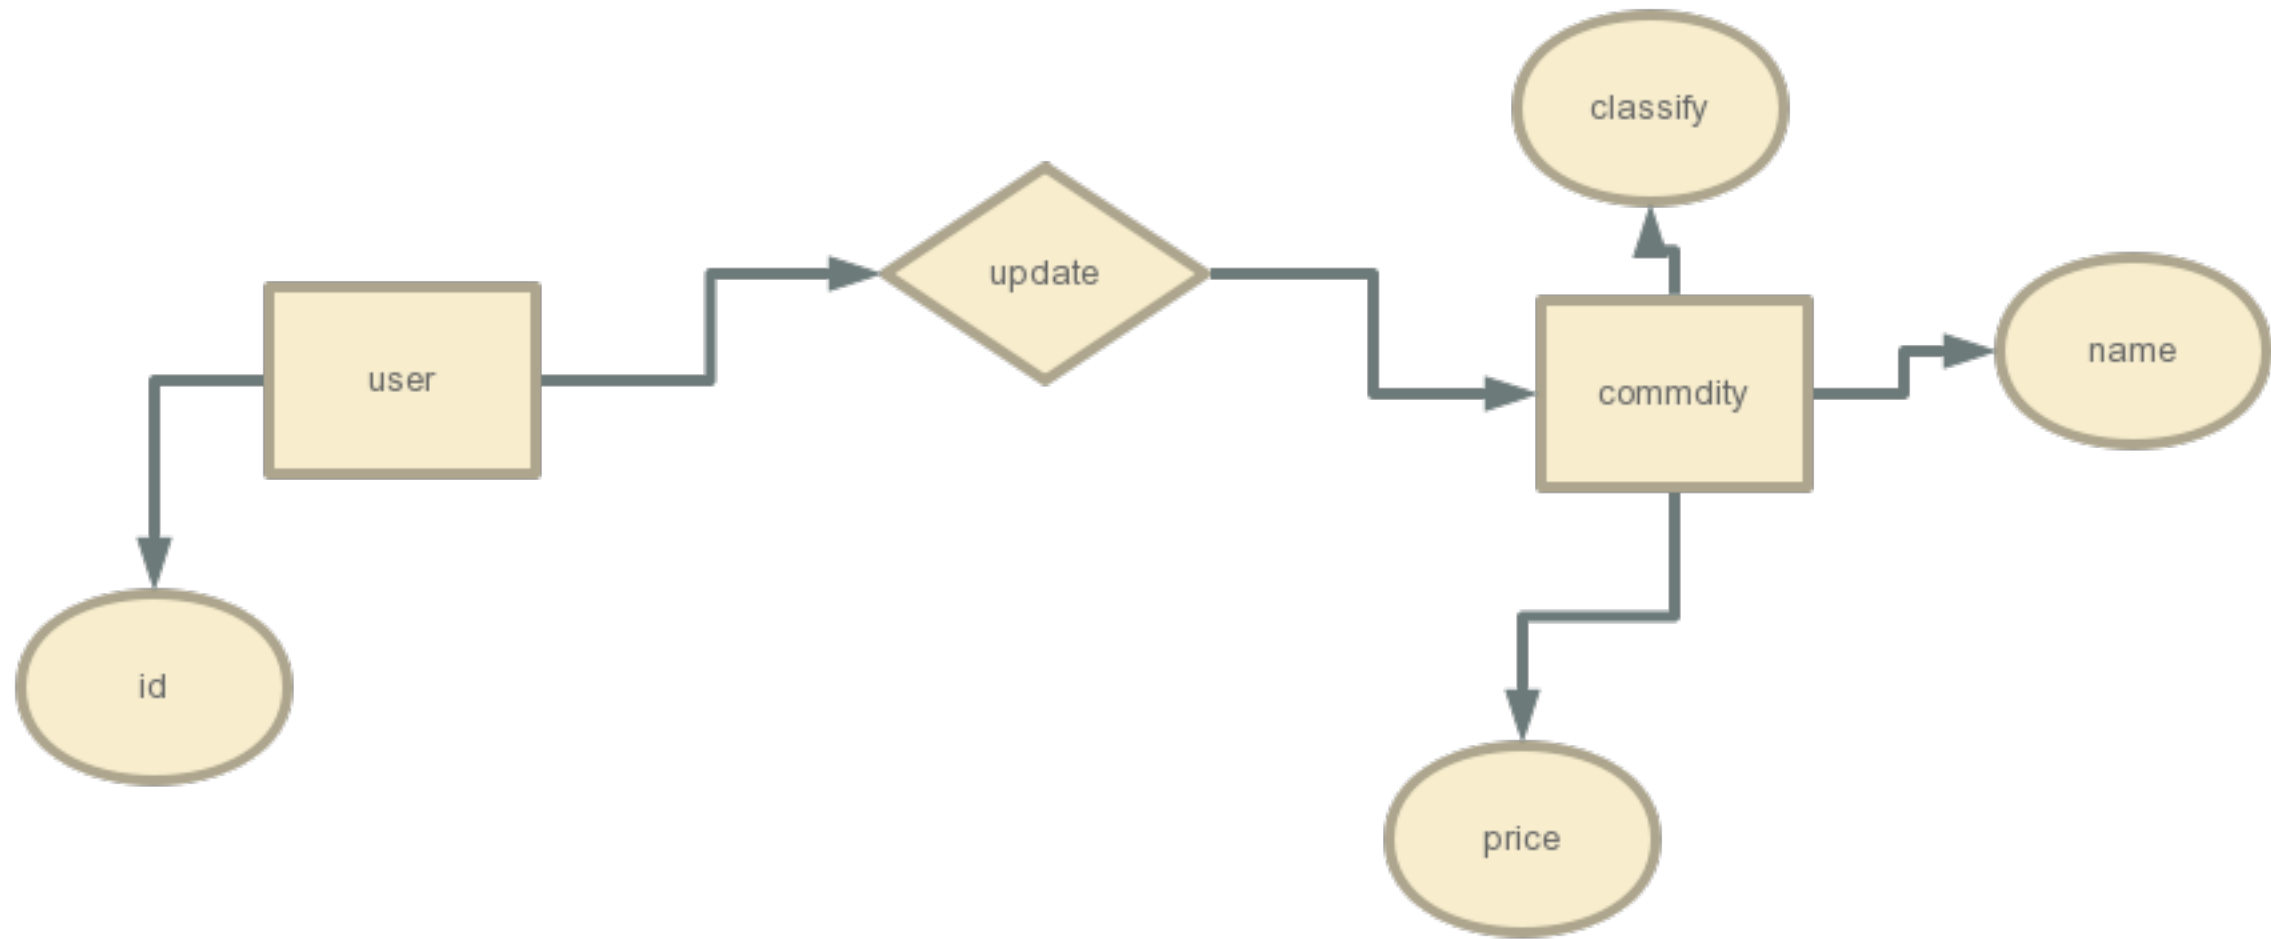 classify
update
name
user
commdity
id
price